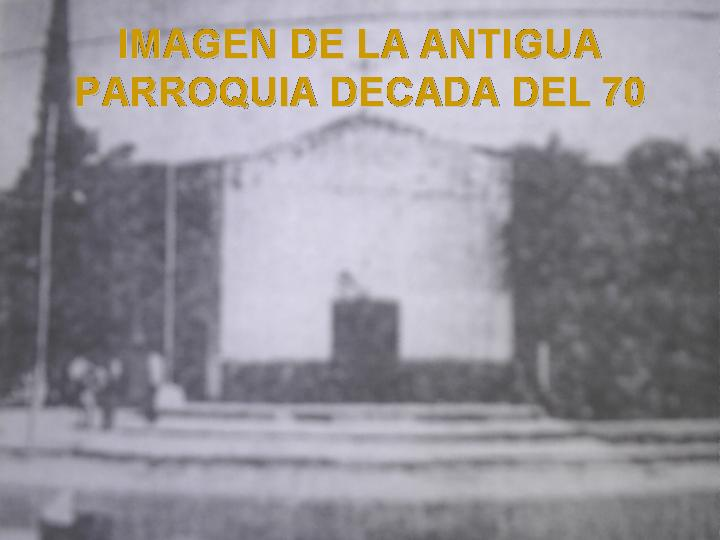 IMAGEN DE LA ANTIGUA
PARROQUIA DECADA DEL 70